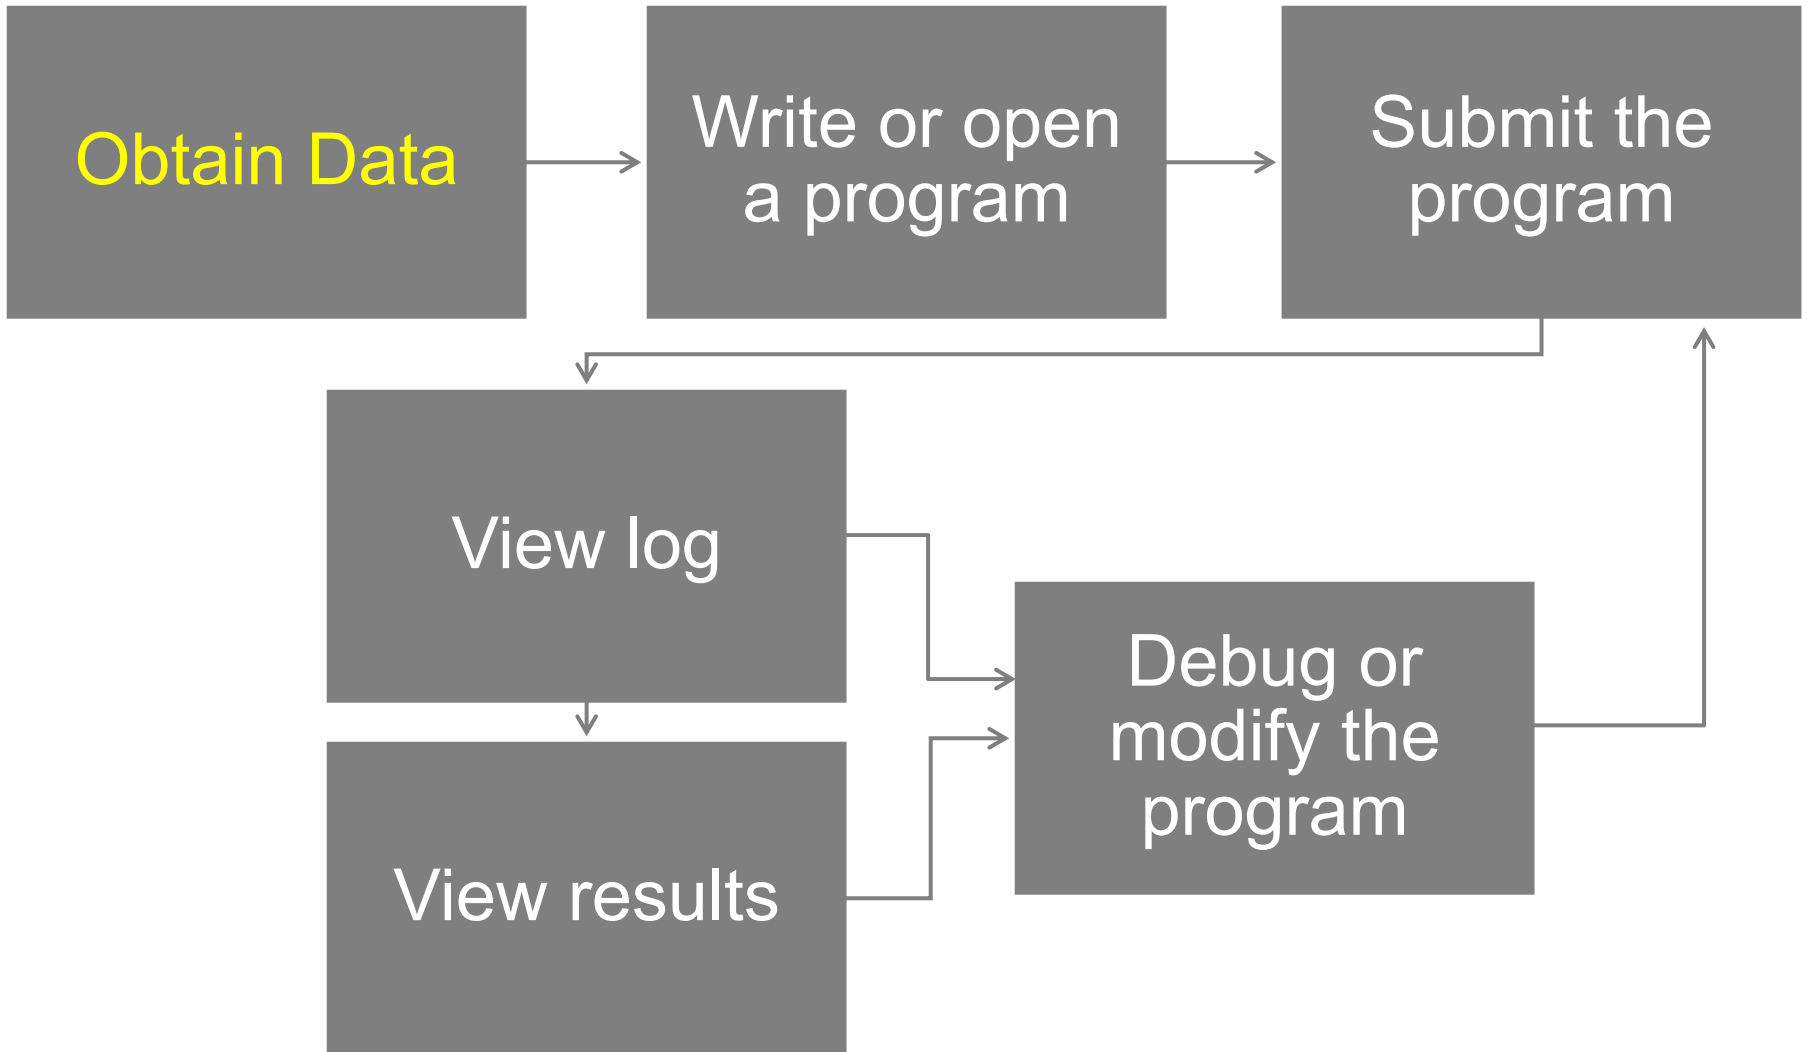 Obtain Data
Write or open
a program
Submit the
program
View log
View results
Debug or
modify the
program